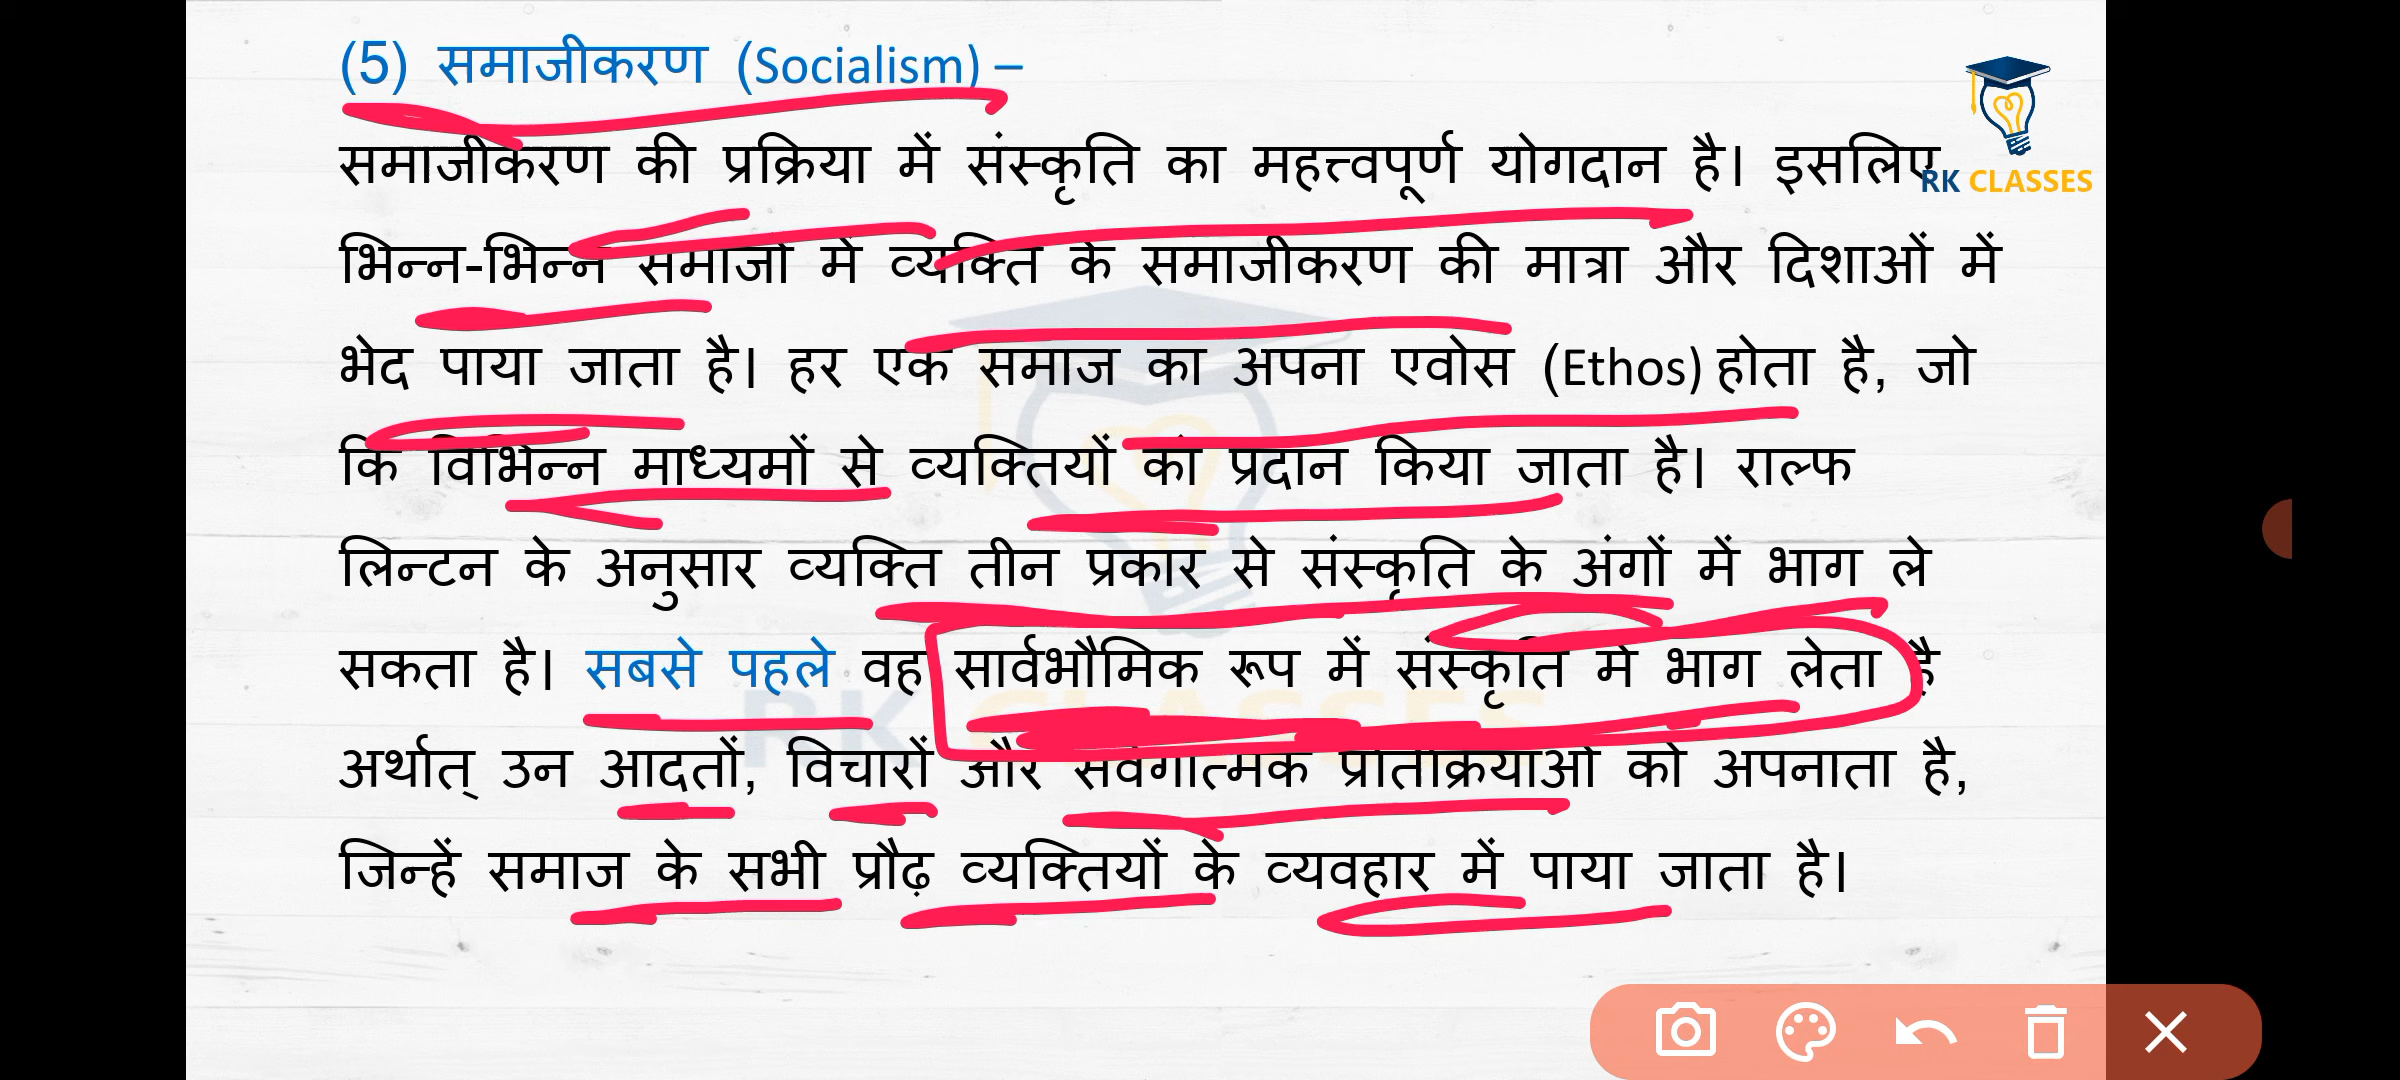 (5) समाजीकरण (Socialism) –
समाजीकरण की प्रक्रिया में संस्कृति का महत्त्वपूर्ण योगदान है। इसलिए
RK CLASSES
भिन्न-भिन्न समाजों में व्यक्ति के समाजीकरण की मात्रा और दिशाओं में
भेद पाया जाता है। हर एक समाज का अपना एवोस (Ethos) होता है, जो
कि विभिन्न माध्यमों से व्यक्तियों को प्रदान किया जाता है। राल्फ
लिन्टन के अनुसार व्यक्ति तीन प्रकार से संस्कृति के अंगों में भाग ले
सकता है। सबसे पहले वह सार्वभौमिक रूप में संस्कृति में भाग लेता है
RK CLASSES
अर्थात् उन आदतों, विचारों और संवेगात्मक प्रतिक्रियाओं को अपनाता है,
जिन्हें समाज के सभी प्रौढ़ व्यक्तियों के व्यवहार में पाया जाता है।